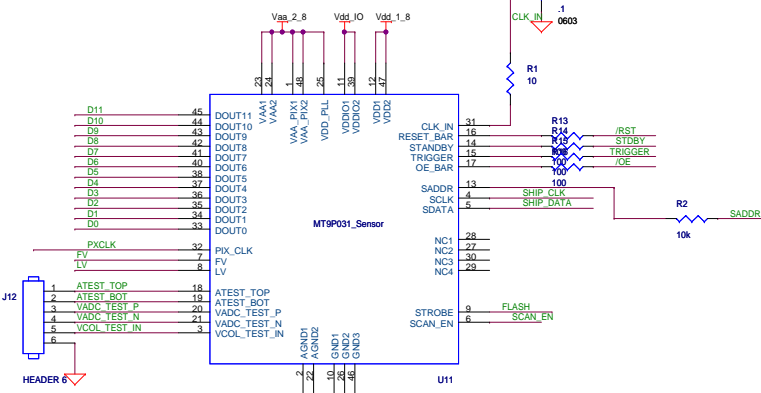 Vaa_2_8 Vdd_IO Vdd_1_8
CLK_IN .1
0603
R1
10
23 24 1 48 25 11 39 12 47
VAA1 VAA2 VAA_PIX1 VAA_PIX2 VDD_PLL VDDIO1 VDDIO2 VDD1 VDD2
D11 45 DOUT11
D10 44 DOUT10
D9 43 DOUT9
D8 42 DOUT8
D7 41 DOUT7
D6 40 DOUT6
D5 38 DOUT5
D4 37 DOUT4
D3 36 DOUT3
D2 35 DOUT2
D1 34 DOUT1
D0 33 DOUT0
PXCLK 32 PIX_CLK
FV 7 FV
LV 8 LV
MT9P031_Sensor
CLK_IN 31
RESET_BAR 16 R13 /RST
STANDBY 14 R14 STDBY
TRIGGER 15 R15 TRIGGER
OE_BAR 17 100 /OE
100
100
SADDR 13
SCLK 4 SHIP_CLK
SDATA 5 SHIP_DATA
R2
10k
SADDR
NC1 28
NC2 27
NC3 30
NC4 29
J12
1 ATEST_TOP 18 ATEST_TOP
2 ATEST_BOT 19 ATEST_BOT
3 VADC_TEST_P 20 VADC_TEST_P
4 VADC_TEST_N 21 VADC_TEST_N
5 VCOL_TEST_IN 3 VCOL_TEST_IN
6
HEADER 6
STROBE 9 FLASH
SCAN_EN 6 SCAN_EN
AGND1 AGND2 GND1 GND2 GND3
2 22 10 26 46
U11